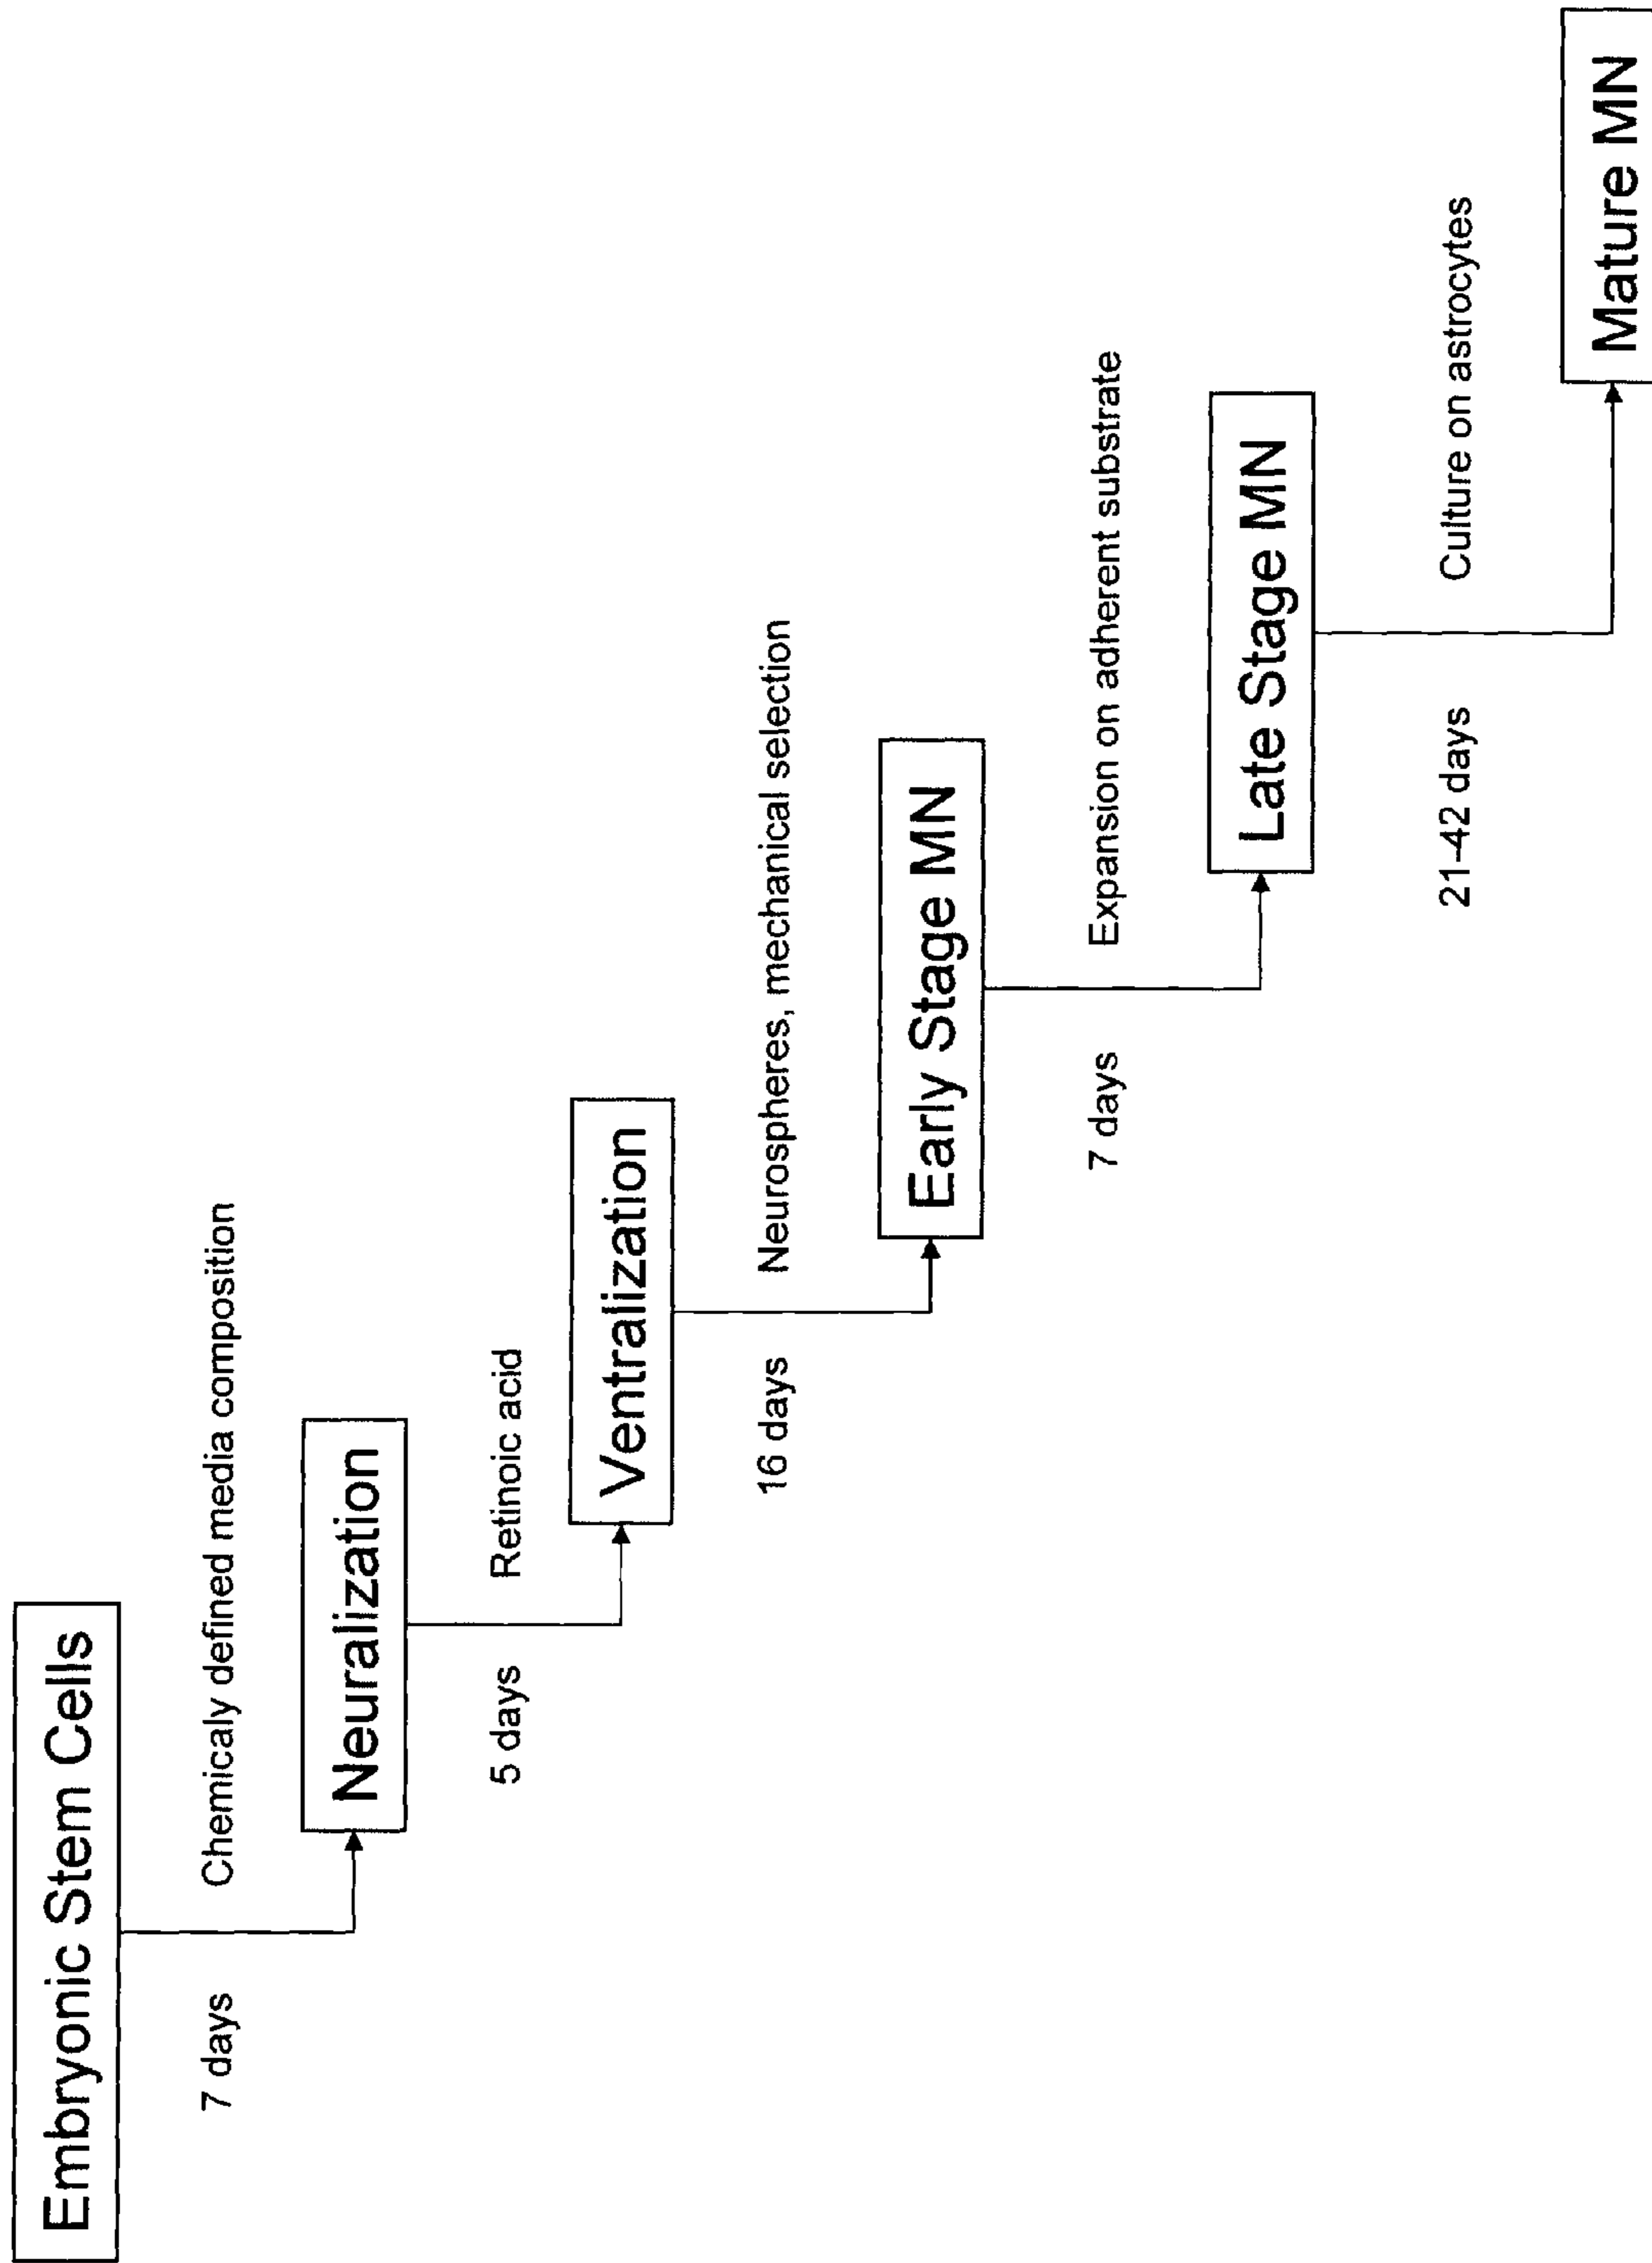 Embryonic Stem Cells
7 days
Chemicaly defined media composition
Neuralization
5 days
Retinoic acid
Ventralization
16 days
Neurospheres, mechanical selection
Early Stage MN
7 days
Expansion on adherent substrate
Late Stage MN
21-42 days
Culture on astrocytes
Mature MN